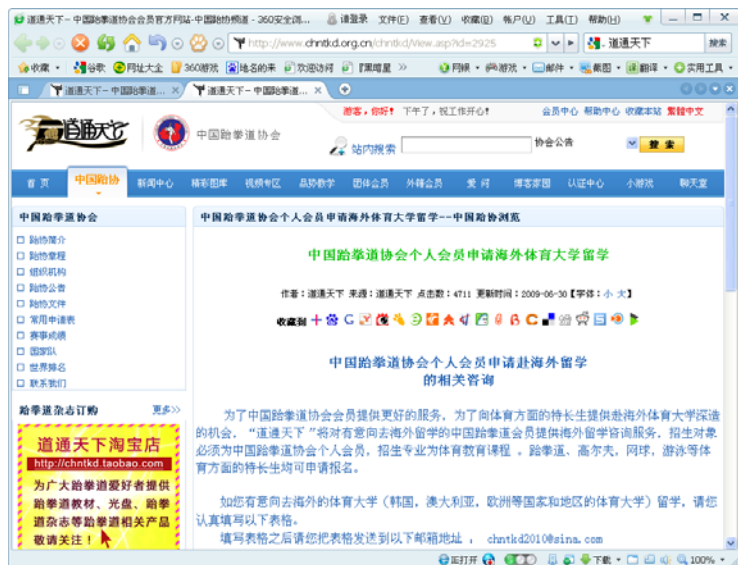 道通天下-中国跆拳道协会会员官方网站-中国跆协频道 - 360安全浏...
请登录 文件(F) 查看(V) 收藏(B) 帐户(U) 工具(T) 帮助(H)
http://www.chntkd.org.cn/chntkd/View.asp?id=2925
道通天下
搜索
收藏 谷歌 网址大全 360游戏 地名的来 欢迎访问 网银 游戏 邮件 截图 翻译 实用工具
道通天下- 中国跆拳道...
道通天下- 中国跆拳道...
游客,你好! 下午了,祝工作开心!
会员中心 帮助中心 收藏本站 繁體中文
道通天下
中国跆拳道协会
站内搜索
协会公告
搜 索
首 页 中国跆协 新闻中心 精彩图库 视频专区 品势教学 团体会员 外籍会员 爱 问 博客家园 认证中心 小游戏 聊天室
中国跆拳道协会
跆协简介
跆协章程
组织机构
跆协公告
跆协文件
常用申请表
赛事成绩
国家队
世界排名
联系我们
跆拳道杂志订购 更多>>
道通天下淘宝店
http://chntkd.taobao.com
为广大跆拳道爱好者提供
跆拳道教材、光盘、跆拳
道杂志等跆拳道相关产品
敬请关注!
中国跆拳道协会个人会员申请海外体育大学留学--中国跆协浏览
中国跆拳道协会个人会员申请海外体育大学留学
作者:道通天下 来源:道通天下 点击数:4711 更新时间:2009-06-30【字体:小 大】
收藏到
中国跆拳道协会个人会员申请赴海外留学
的相关咨询
为了中国跆拳道协会会员提供更好的服务。为了向体育方面的特长生提供赴海外体育大学深造
的机会。“道通天下”将对有意向去海外留学的中国跆拳道会员提供海外留学咨询服务。招生对象
必须为中国跆拳道协会个人会员,招生专业为体育教育课程 。跆拳道、高尔夫,网球,游泳等体
育方面的特长生均可申请报名。
如您有意向去海外的体育大学(韩国,澳大利亚,欧洲等国家和地区的体育大学)留学,请您
认真填写以下表格。
填写表格之后请您把表格发送到以下邮箱地址 : chntkd2010@sina.com
下载
100%